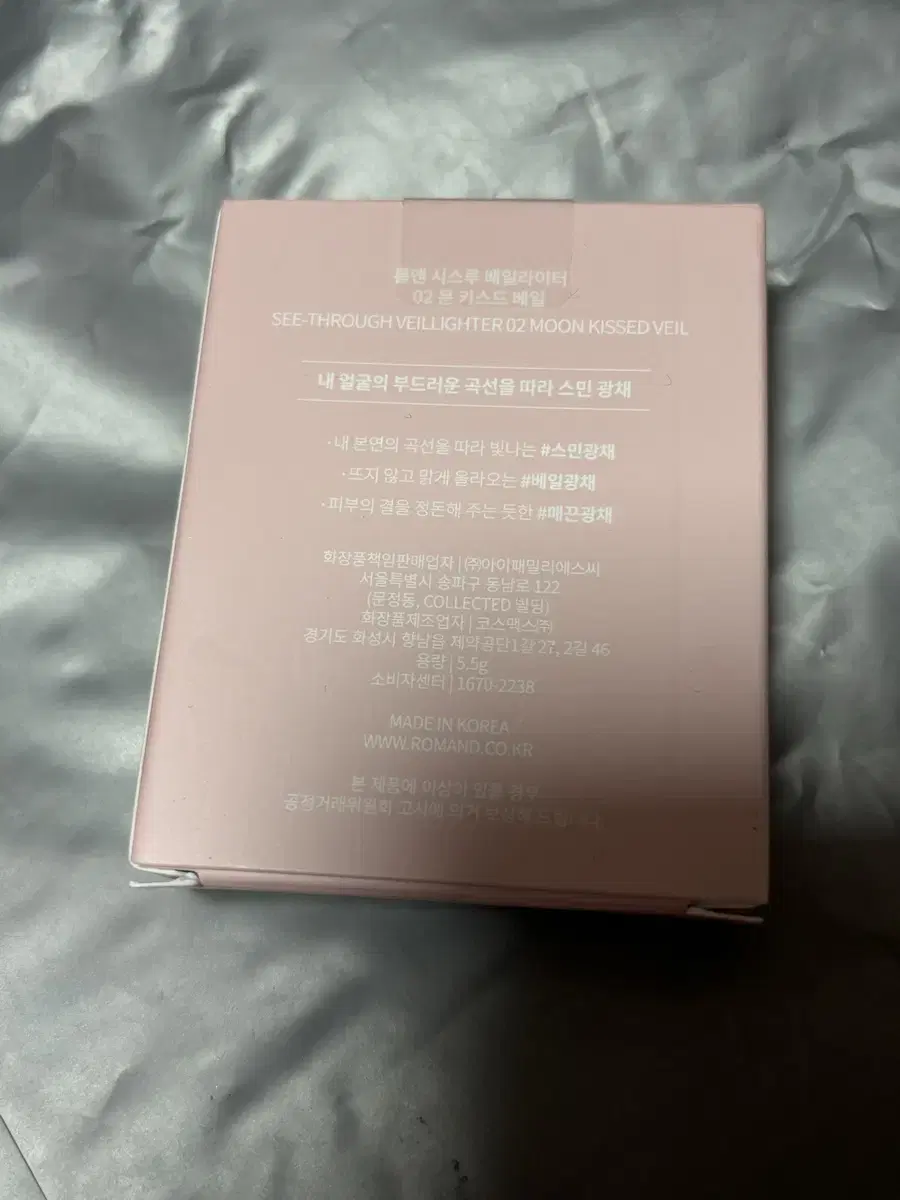 롬앤 시스루 베일라이터
02 문 키스드 베일
SEE-THROUGH VEILLIGHTER 02 MOON KISSED VEIL
내 얼굴의 부드러운 곡선을 따라 스민 광채
· 내 본연의 곡선을 따라 빛나는 #스민광채
· 뜨지 않고 맑게 올라오는 #베일광채
· 피부의 결을 정돈해 주는 듯한 #매끈광채
화장품책임판매업자 | ㈜아이패밀리에스씨
서울특별시 송파구 동남로 122
(문정동, COLLECTED 빌딩)
화장품제조업자 | 코스맥스㈜
경기도 화성시 향남읍 제약공단1길 27, 2길 46
용량 | 5.5g
소비자센터 | 1670-2238
MADE IN KOREA
WWW.ROMAND.CO.KR
본 제품에 이상이 있을 경우
공정거래위원회 고시에 의거 보상해 드립니다.